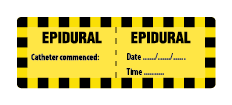 EPIDURAL
Catheter commenced:
EPIDURAL
Date ....../....../......
Time ..........